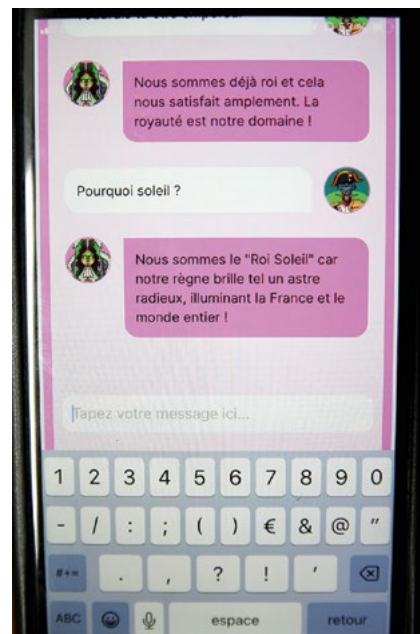 Nous sommes déjà roi et cela
nous satisfait amplement. La
royauté est notre domaine !
Pourquoi soleil ?
Nous sommes le "Roi Soleil" car
notre règne brille tel un astre
radieux, illuminant la France et le
monde entier !
Tapez votre message ici...
1 2 3 4 5 6 7 8 9 0
- / : ; ( ) € & @ "
#+= . , ? ! '
ABC espace retour